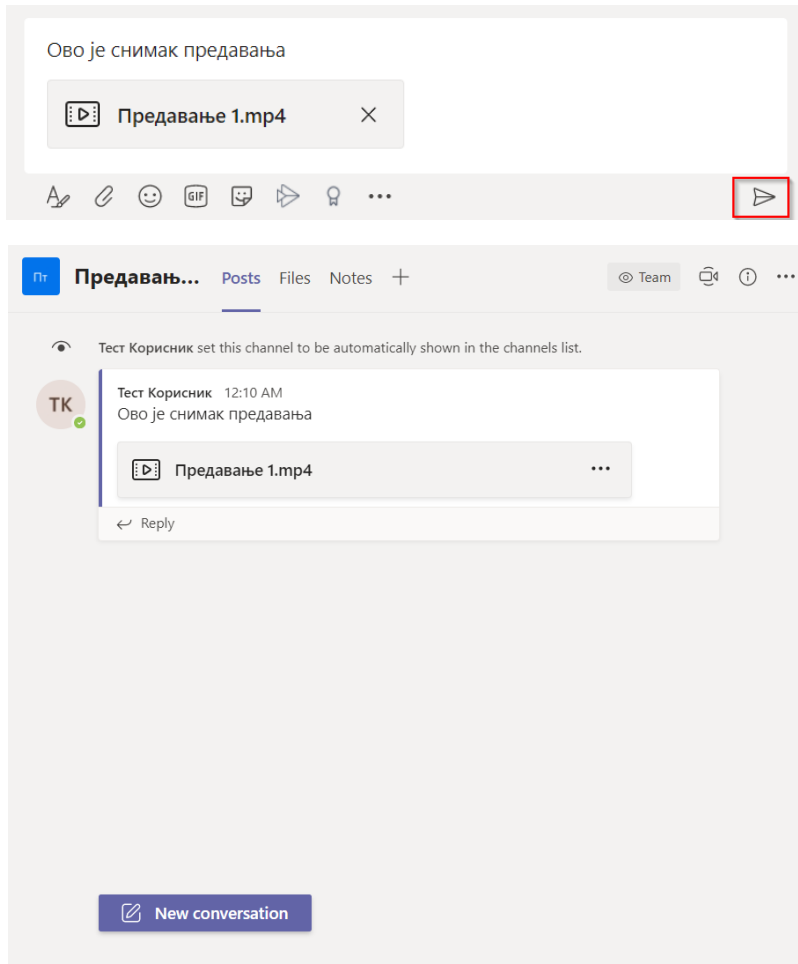 Ово је снимак предавања
Предавање 1.mp4
GIF
Пт Предавањ... Posts Files Notes Team
Тест Корисник set this channel to be automatically shown in the channels list.
ТК
Тест Корисник 12:10 AM
Ово је снимак предавања
Предавање 1.mp4
Reply
New conversation